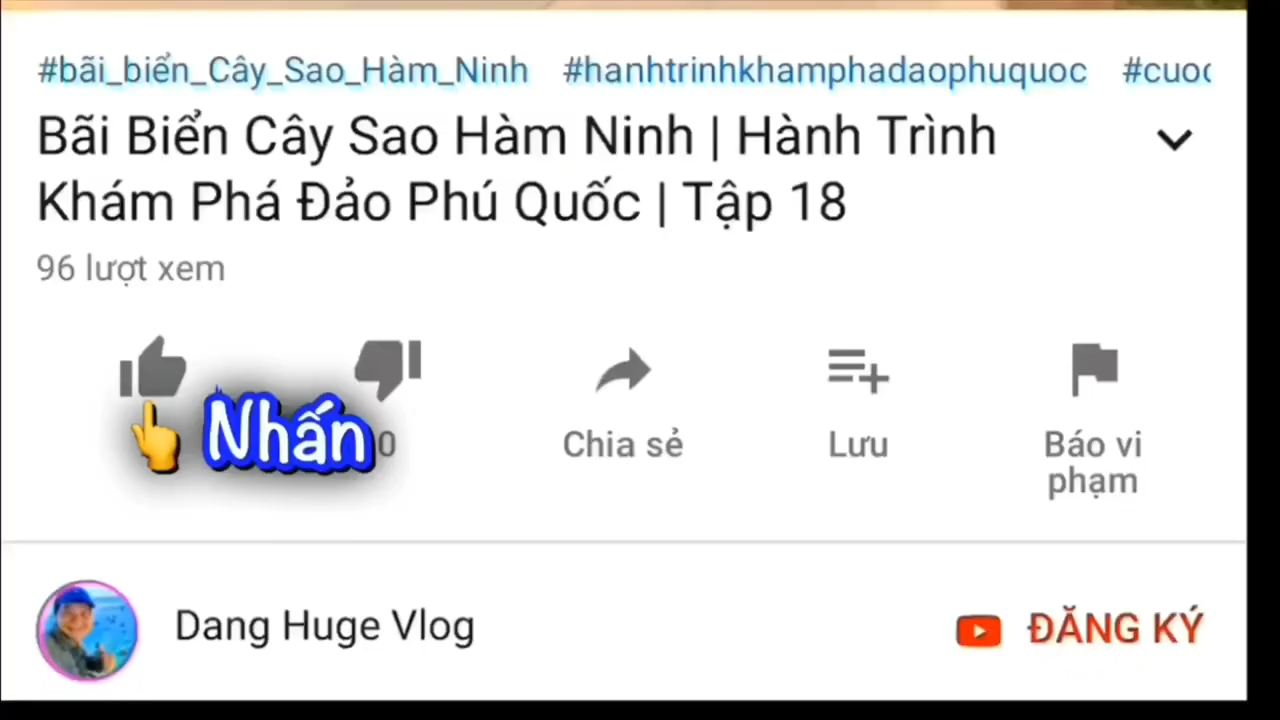 #bãi_biển_Cây_Sao_Hàm_Ninh #hanhtrinhkhamphadaophuquoc #cuoc
Bãi Biển Cây Sao Hàm Ninh | Hành Trình
Khám Phá Đảo Phú Quốc | Tập 18
96 lượt xem
Nhấn 0 Chia sẻ Lưu Báo vi
phạm
Dang Huge Vlog ĐĂNG KÝ